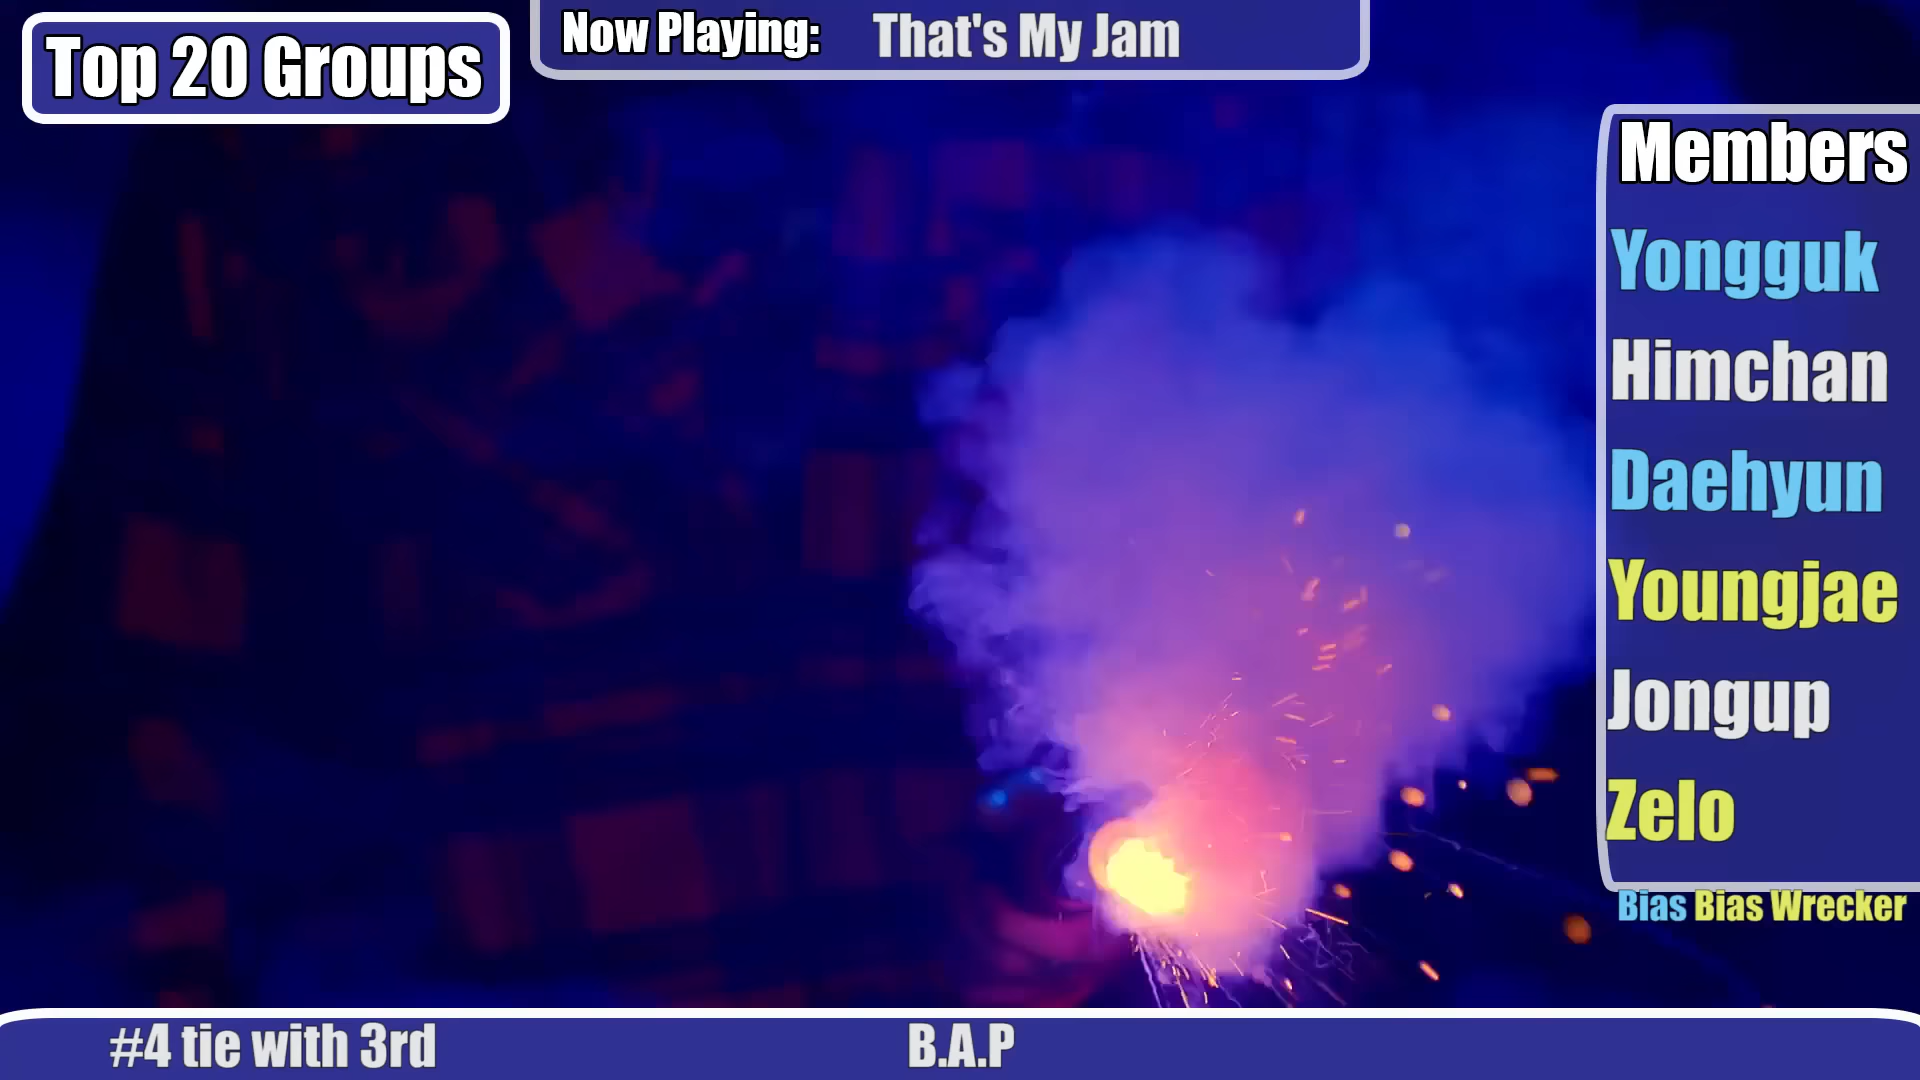 Top 20 Groups
Now Playing: That's My Jam
Members
Yongguk
Himchan
Daehyun
Youngjae
Jongup
Zelo
Bias Bias Wrecker
#4 tie with 3rd
B.A.P